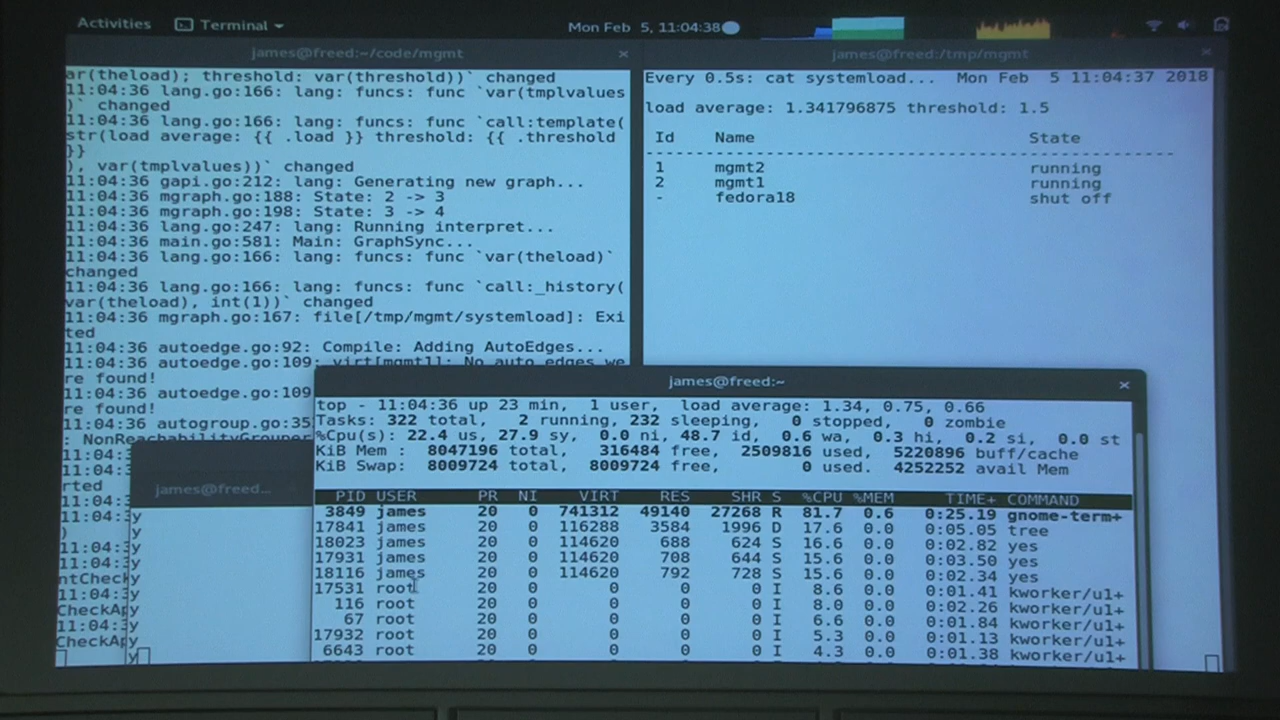 Activities Terminal Mon Feb 5, 11:04:38
james@freed:~/code/mgmt ×
ar(theload); threshold: var(threshold))` changed
11:04:36 lang.go:166: lang: funcs: func `var(tmplvalues
)` changed
11:04:36 lang.go:166: lang: funcs: func `call:template(
str(load average: {{ .load }} threshold: {{ .threshold
}}
), var(tmplvalues))` changed
11:04:36 gapi.go:212: lang: Generating new graph...
11:04:36 mgraph.go:188: State: 2 -> 3
11:04:36 mgraph.go:198: State: 3 -> 4
11:04:36 lang.go:247: lang: Running interpret...
11:04:36 main.go:581: Main: GraphSync...
11:04:36 lang.go:166: lang: funcs: func `var(theload)`
changed
11:04:36 lang.go:166: lang: funcs: func `call:_history(
var(theload), int(1))` changed
11:04:36 mgraph.go:167: file[/tmp/mgmt/systemload]: Exi
ted
11:04:36 autoedge.go:92: Compile: Adding AutoEdges...
11:04:36 autoedge.go:109: virt[mgmt1]: No auto edges we
re found!
11:04:36 autoedge.go:109
re found!
11:04:36 autogroup.go:35
: NonReachabilityGrouper
11:04:3
rted
11:04:3
)
11:04:3
11:04:3
ntCheck
11:04:3
CheckAp
11:04:3
CheckAp
james@freed:/tmp/mgmt ×
Every 0.5s: cat systemload... Mon Feb 5 11:04:37 2018
load average: 1.341796875 threshold: 1.5
Id Name State
----------------------------------------------------
1 mgmt2 running
2 mgmt1 running
- fedora18 shut off
james@freed...
y
y
y
y
y
y
y
y
y
y
james@freed:~ ×
top - 11:04:36 up 23 min, 1 user, load average: 1.34, 0.75, 0.66
Tasks: 322 total, 2 running, 232 sleeping, 0 stopped, 0 zombie
%Cpu(s): 22.4 us, 27.9 sy, 0.0 ni, 48.7 id, 0.6 wa, 0.3 hi, 0.2 si, 0.0 st
KiB Mem : 8047196 total, 316484 free, 2509816 used, 5220896 buff/cache
KiB Swap: 8009724 total, 8009724 free, 0 used. 4252252 avail Mem
PID USER PR NI VIRT RES SHR S %CPU %MEM TIME+ COMMAND
3849 james 20 0 741312 49140 27268 R 81.7 0.6 0:25.19 gnome-term+
17841 james 20 0 116288 3584 1996 D 17.6 0.0 0:05.05 tree
18023 james 20 0 114620 688 624 S 16.6 0.0 0:02.82 yes
17931 james 20 0 114620 708 644 S 15.6 0.0 0:03.50 yes
18116 james 20 0 114620 792 728 S 15.6 0.0 0:02.34 yes
17531 root 20 0 0 0 0 I 8.6 0.0 0:01.41 kworker/u1+
116 root 20 0 0 0 0 I 8.0 0.0 0:02.26 kworker/u1+
67 root 20 0 0 0 0 I 6.6 0.0 0:01.84 kworker/u1+
17932 root 20 0 0 0 0 I 5.3 0.0 0:01.13 kworker/u1+
6643 root 20 0 0 0 0 I 4.3 0.0 0:01.38 kworker/u1+